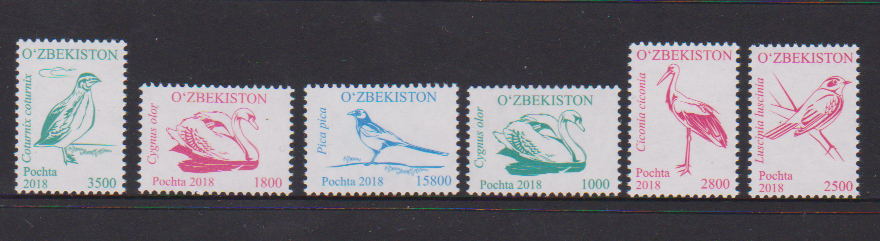 O'ZBEKISTON
Coturnix coturnix
Pochta
2018 3500
O'ZBEKISTON
Cygnus olor
Pochta 2018 1800
O'ZBEKISTON
Pica pica
Pochta 2018 15800
O'ZBEKISTON
Cygnus olor
Pochta 2018 1000
O'ZBEKISTON
Ciconia ciconia
Pochta
2018 2800
O'ZBEKISTON
Luscinia luscinia
Pochta
2018 2500